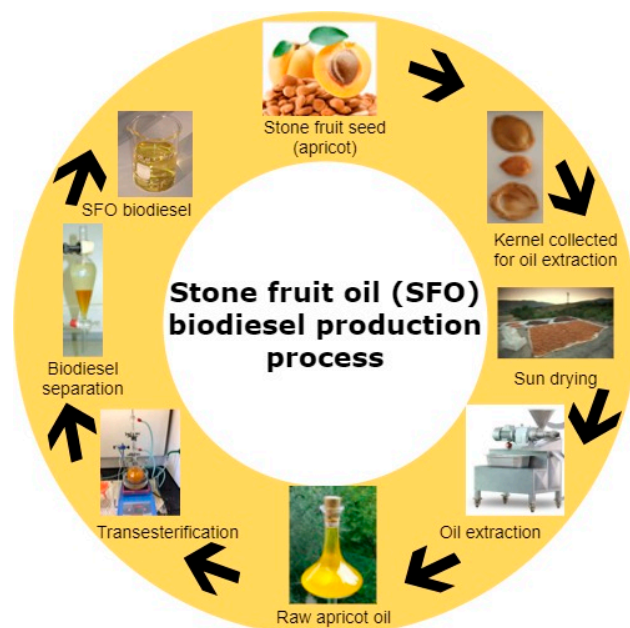 Stone fruit seed
(apricot)
Kernel collected
for oil extraction
Sun drying
Oil extraction
Raw apricot oil
Transesterification
Biodiesel
separation
SFO biodiesel
Stone fruit oil (SFO)
biodiesel production
process